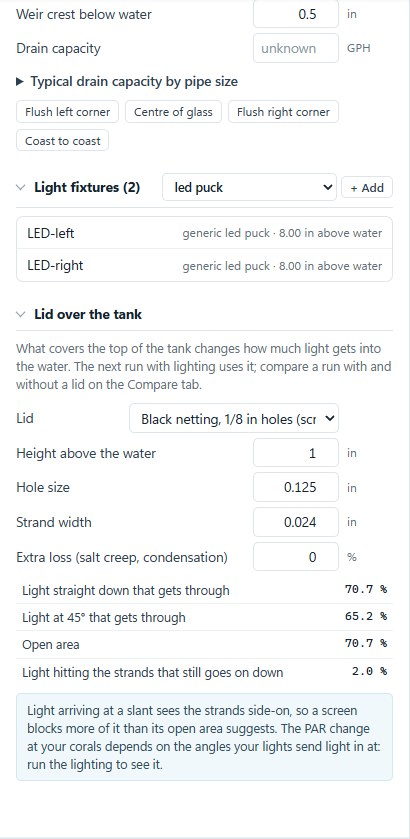 Weir crest below water 0.5 in
Drain capacity unknown GPH
▶ Typical drain capacity by pipe size
Flush left corner Centre of glass Flush right corner
Coast to coast
Light fixtures (2) led puck + Add
LED-left generic led puck · 8.00 in above water
LED-right generic led puck · 8.00 in above water
Lid over the tank
What covers the top of the tank changes how much light gets into
the water. The next run with lighting uses it; compare a run with and
without a lid on the Compare tab.
Lid Black netting, 1/8 in holes (scr
Height above the water 1 in
Hole size 0.125 in
Strand width 0.024 in
Extra loss (salt creep, condensation) 0 %
Light straight down that gets through 70.7 %
Light at 45° that gets through 65.2 %
Open area 70.7 %
Light hitting the strands that still goes on down 2.0 %
Light arriving at a slant sees the strands side-on, so a screen
blocks more of it than its open area suggests. The PAR change
at your corals depends on the angles your lights send light in at:
run the lighting to see it.